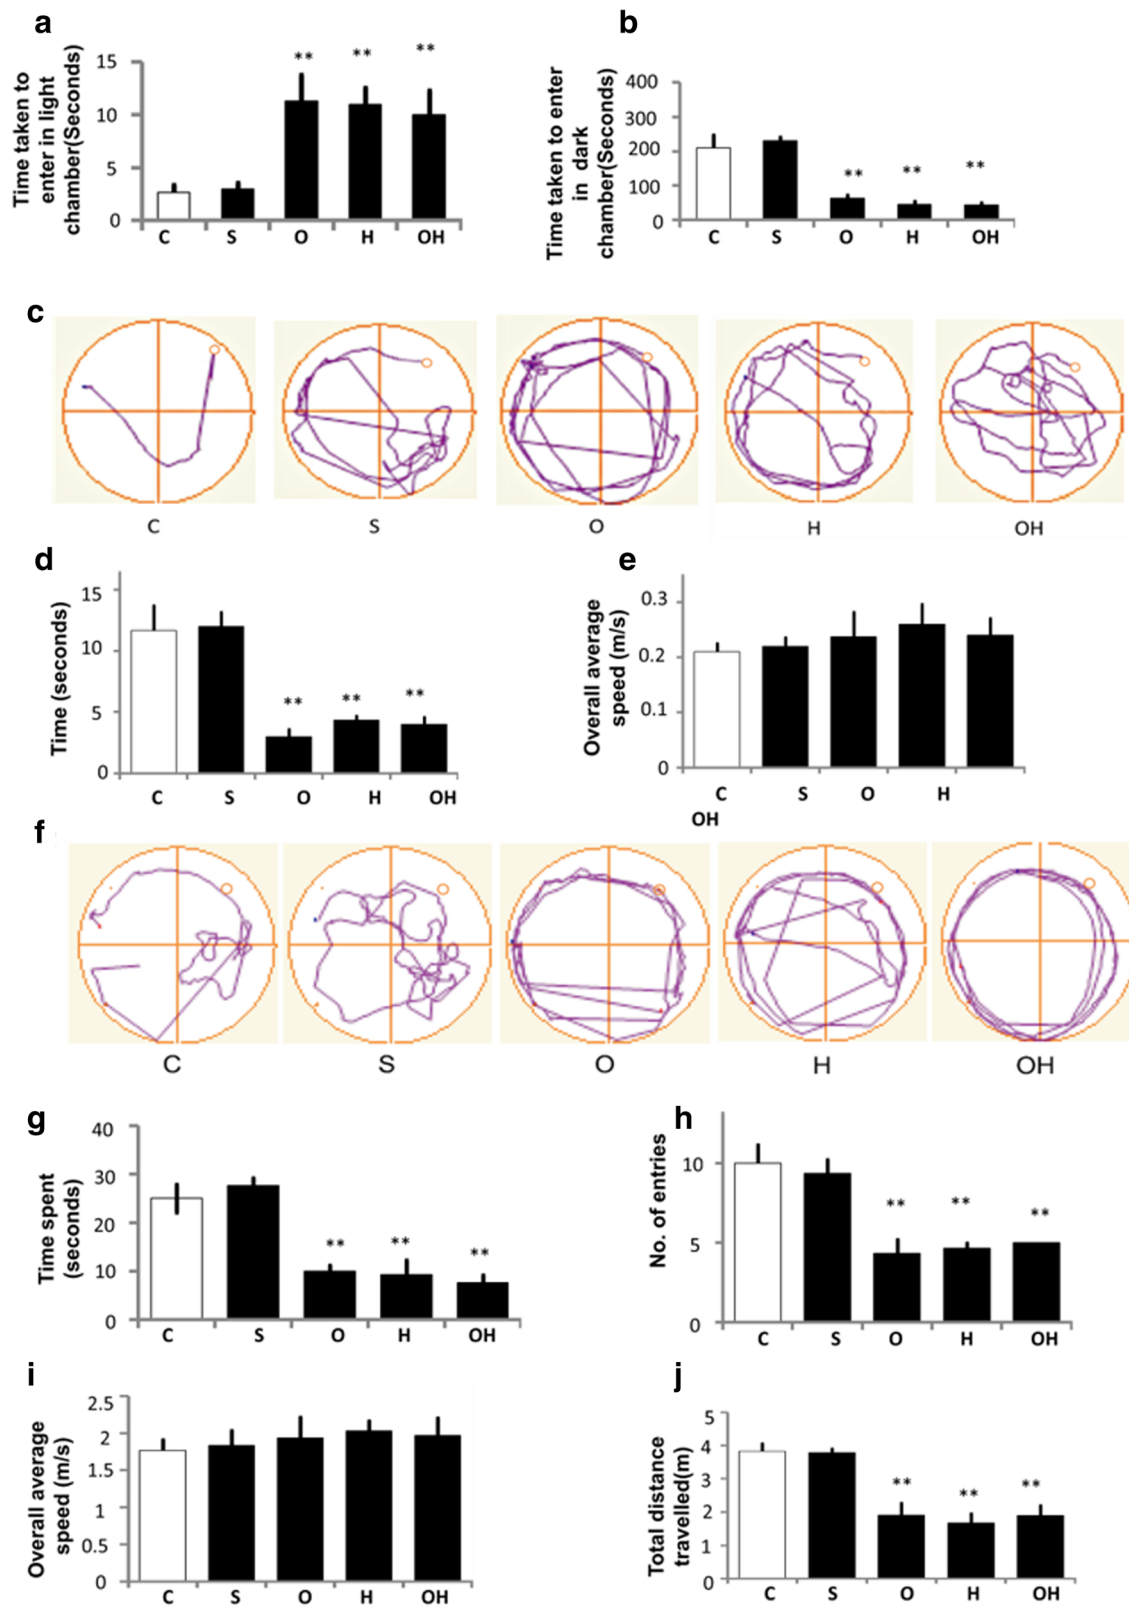 a
Time taken to
enter in light
chamber(Seconds)
15
10
5
0
** ** **
C S O H OH
b
Time taken to enter
in dark
chamber(Seconds)
400
300
200
100
0
** ** **
C S O H OH
c
C S O H OH
d
Time (seconds)
15
10
5
0
** ** **
C S O H OH
e
Overall average
speed (m/s)
0.3
0.2
0.1
0
C S O H
OH
f
C S O H OH
g
Time spent
(seconds)
40
30
20
10
0
** ** **
C S O H OH
h
No. of entries
10
5
0
** ** **
C S O H OH
i
Overall average
speed (m/s)
2.5
2
1.5
1
0.5
0
C S O H OH
j
Total distance
travelled(m)
5
4
3
2
1
0
** ** **
C S O H OH